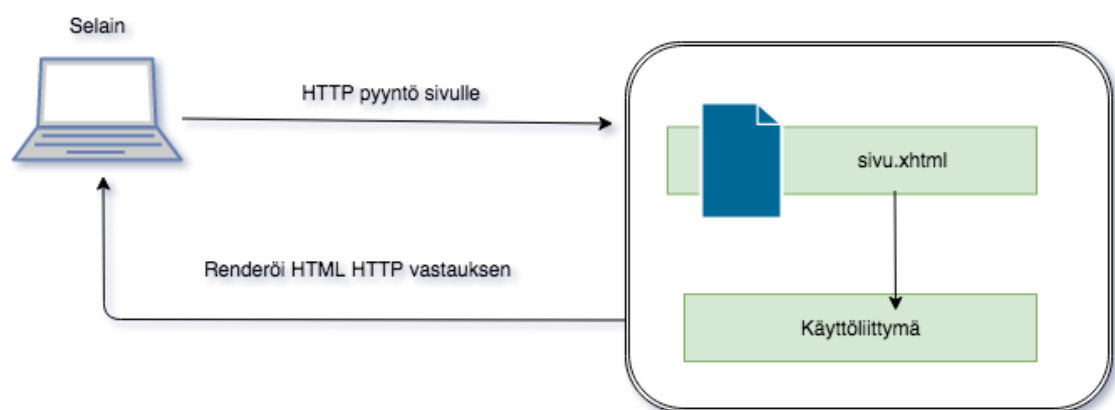 Selain
HTTP pyyntö sivulle
sivu.xhtml
Renderöi HTML HTTP vastauksen
Käyttöliittymä